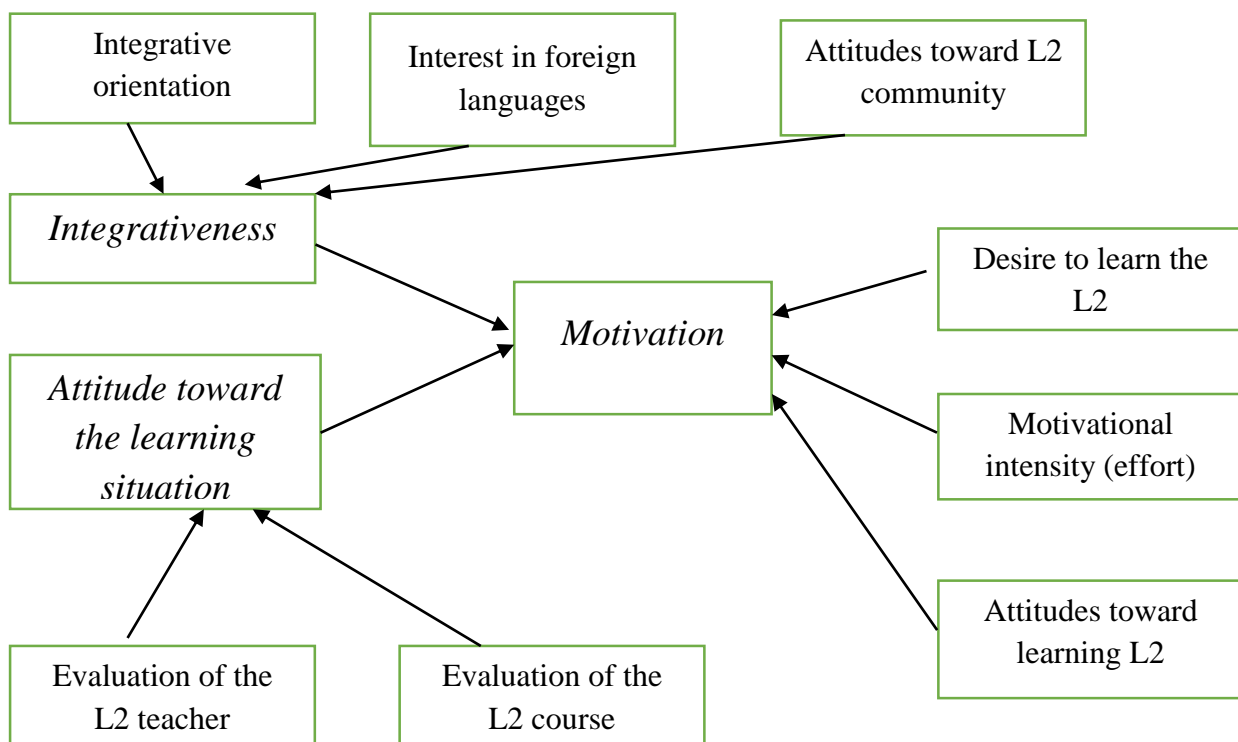 Integrative
orientation
Interest in foreign
languages
Attitudes toward L2
community
Integrativeness
Desire to learn the
L2
Motivation
Attitude toward
the learning
situation
Motivational
intensity (effort)
Attitudes toward
learning L2
Evaluation of the
L2 teacher
Evaluation of the
L2 course